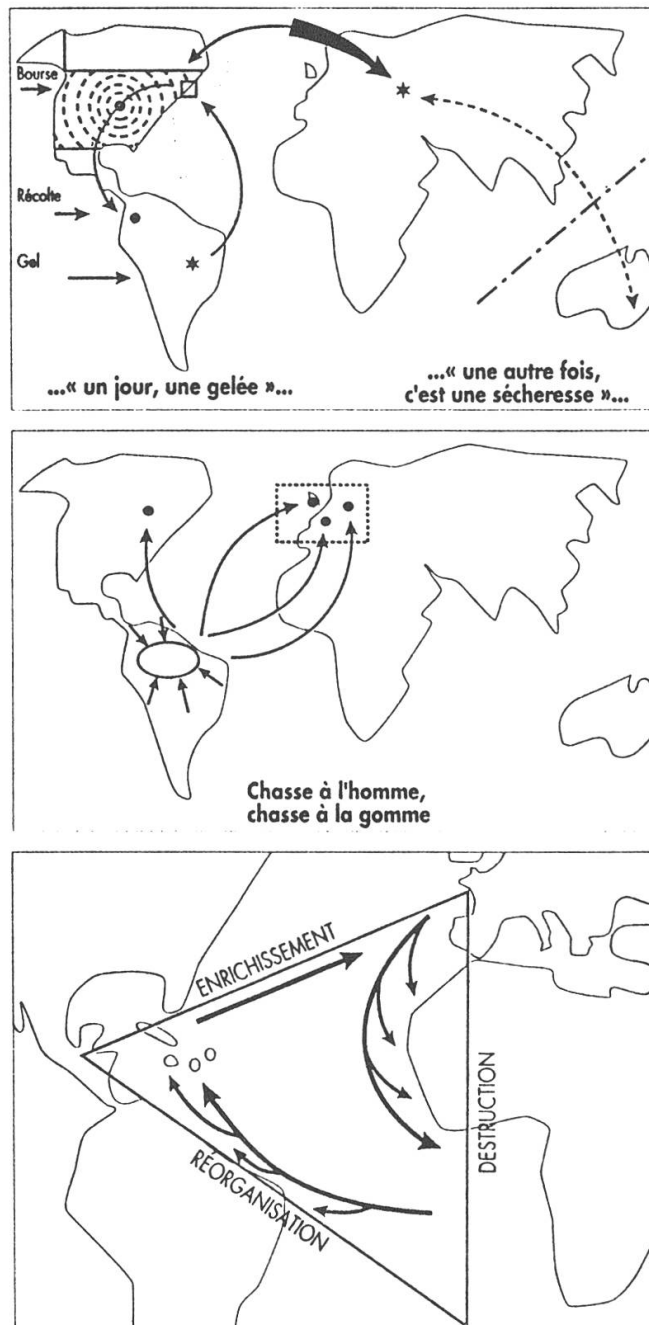 Bourse
Récolte
Gel
...« un jour, une gelée »...
...« une autre fois,
c'est une sécheresse »...
Chasse à l'homme,
chasse à la gomme
ENRICHISSEMENT
DESTRUCTION
RÉORGANISATION